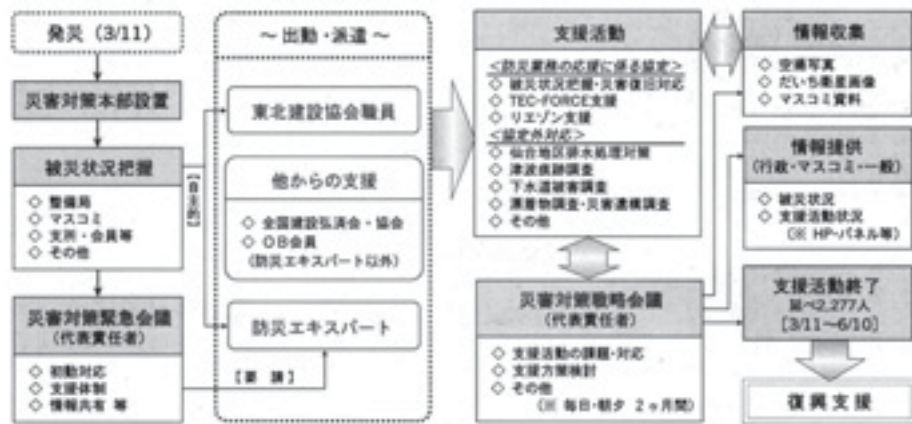 発災（3/11）
災害対策本部設置
被災状況把握
◇ 整備局
◇ マスコミ
◇ 支所・会員等
◇ その他
災害対策緊急会議
（代表責任者）
◇ 初動対応
◇ 支援体制
◇ 情報共有 等
【自主的】
【要 請】
～ 出動・派遣 ～
東北建設協会職員
他からの支援
◇ 全国建設弘済会・協会
◇ ＯＢ会員
（防災エキスパート以外）
防災エキスパート
支援活動
＜防災業務の応援に係る協定＞
◇ 被災状況把握・災害復旧対応
◇ TEC-FORCE支援
◇ リエゾン支援
＜協定外対応＞
◇ 仙台地区排水処理対策
◇ 津波痕跡調査
◇ 下水道被害調査
◇ 漂着物調査・災害遺構調査
◇ その他
災害対策戦略会議
（代表責任者）
◇ 支援活動の課題・対応
◇ 支援方策検討
◇ その他
（※ 毎日・朝夕 2ヶ月間）
情報収集
◇ 空撮写真
◇ だいち衛星画像
◇ マスコミ資料
情報提供
（行政・マスコミ・一般）
◇ 被災状況
◇ 支援活動状況
（※ HP・パネル等）
支援活動終了
延べ2,277人
［3/11～6/10］
復興支援